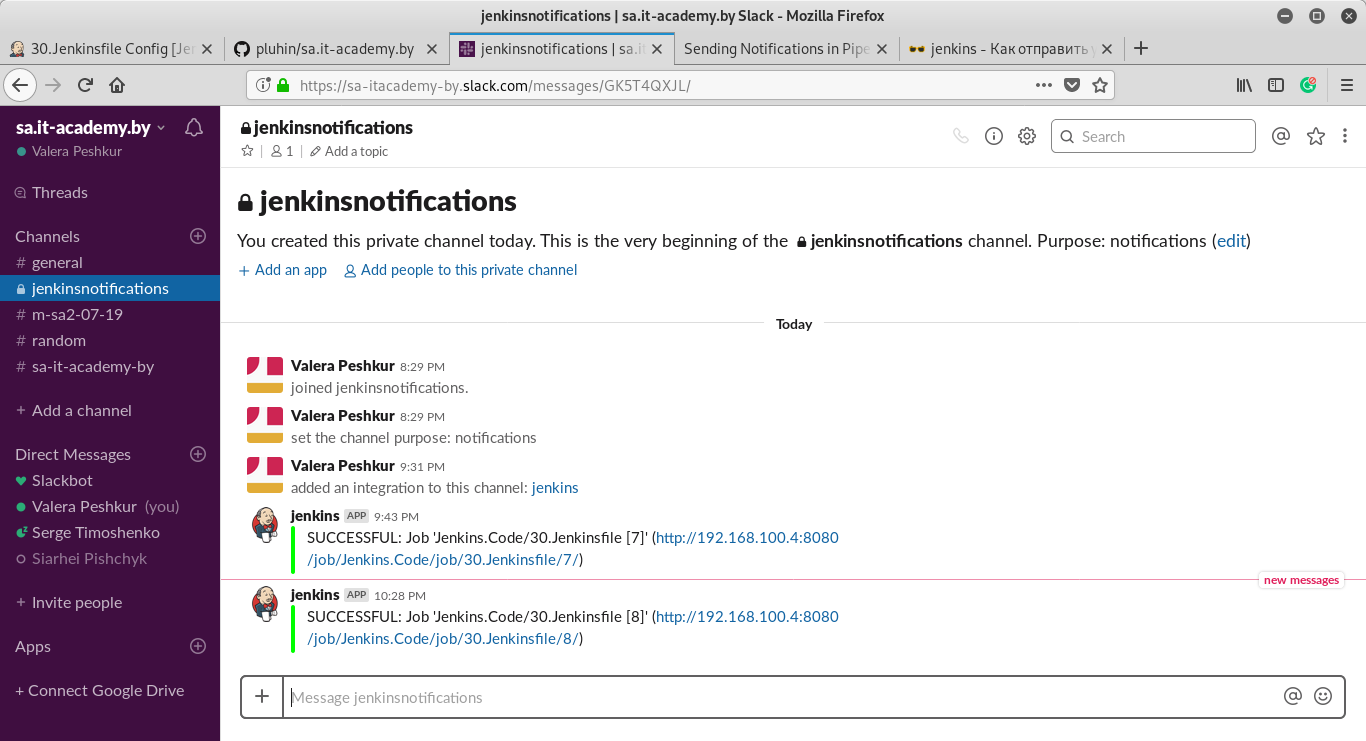 jenkinsnotifications | sa.it-academy.by Slack - Mozilla Firefox
30.Jenkinsfile Config [Jer
pluhin/sa.it-academy.by
jenkinsnotifications | sa.it
Sending Notifications in Pipe
jenkins - Как отправить у
https://sa-itacademy-by.slack.com/messages/GK5T4QXJL/
sa.it-academy.by
Valera Peshkur
Threads
Channels
# general
jenkinsnotifications
# m-sa2-07-19
# random
# sa-it-academy-by
+ Add a channel
Direct Messages
Slackbot
Valera Peshkur (you)
Serge Timoshenko
Siarhei Pishchyk
+ Invite people
Apps
+ Connect Google Drive
jenkinsnotifications
1 | Add a topic
Search
jenkinsnotifications
You created this private channel today. This is the very beginning of the jenkinsnotifications channel. Purpose: notifications (edit)
+ Add an app Add people to this private channel
Today
Valera Peshkur 8:29 PM
joined jenkinsnotifications.
Valera Peshkur 8:29 PM
set the channel purpose: notifications
Valera Peshkur 9:31 PM
added an integration to this channel: jenkins
jenkins APP 9:43 PM
SUCCESSFUL: Job 'Jenkins.Code/30.Jenkinsfile [7]' (http://192.168.100.4:8080
/job/Jenkins.Code/job/30.Jenkinsfile/7/)
new messages
jenkins APP 10:28 PM
SUCCESSFUL: Job 'Jenkins.Code/30.Jenkinsfile [8]' (http://192.168.100.4:8080
/job/Jenkins.Code/job/30.Jenkinsfile/8/)
Message jenkinsnotifications